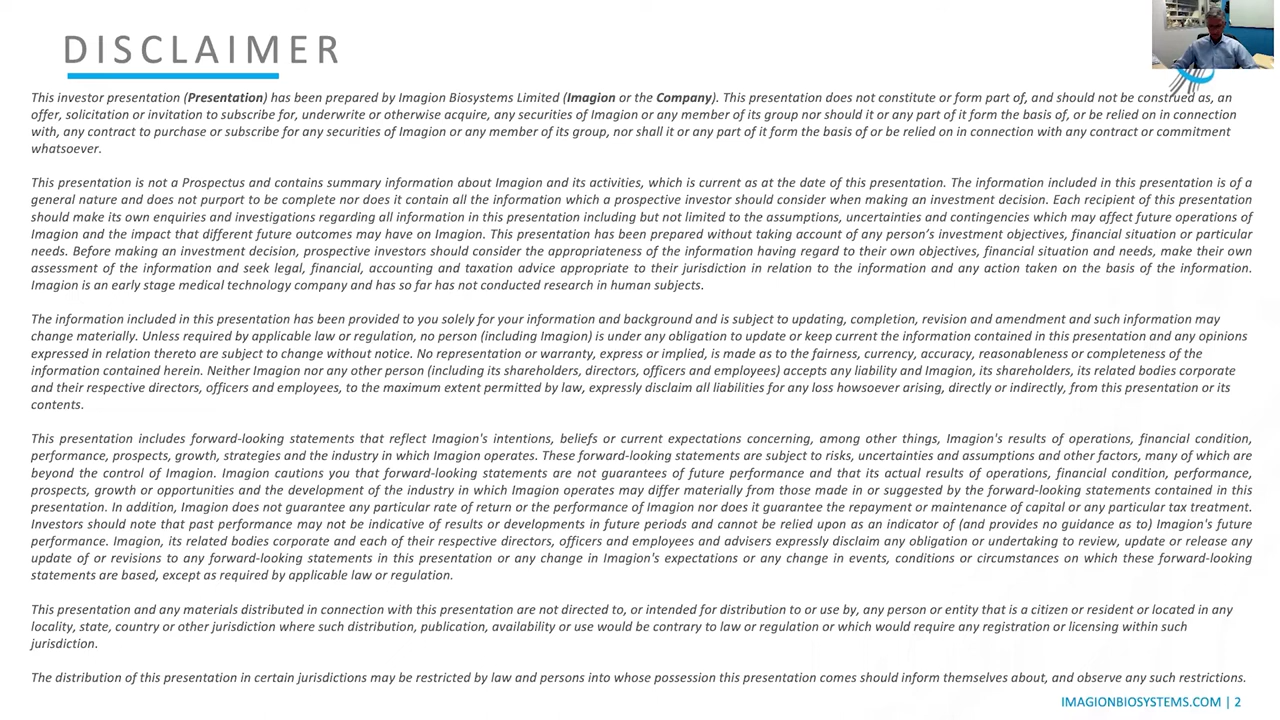 DISCLAIMER
This investor presentation (Presentation) has been prepared by Imagion Biosystems Limited (Imagion or the Company). This presentation does not constitute or form part of, and should not be construed as, an
offer, solicitation or invitation to subscribe for, underwrite or otherwise acquire, any securities of Imagion or any member of its group nor should it or any part of it form the basis of, or be relied on in connection
with, any contract to purchase or subscribe for any securities of Imagion or any member of its group, nor shall it or any part of it form the basis of or be relied on in connection with any contract or commitment
whatsoever.
This presentation is not a Prospectus and contains summary information about Imagion and its activities, which is current as at the date of this presentation. The information included in this presentation is of a
general nature and does not purport to be complete nor does it contain all the information which a prospective investor should consider when making an investment decision. Each recipient of this presentation
should make its own enquiries and investigations regarding all information in this presentation including but not limited to the assumptions, uncertainties and contingencies which may affect future operations of
Imagion and the impact that different future outcomes may have on Imagion. This presentation has been prepared without taking account of any person's investment objectives, financial situation or particular
needs. Before making an investment decision, prospective investors should consider the appropriateness of the information having regard to their own objectives, financial situation and needs, make their own
assessment of the information and seek legal, financial, accounting and taxation advice appropriate to their jurisdiction in relation to the information and any action taken on the basis of the information.
Imagion is an early stage medical technology company and has so far has not conducted research in human subjects.
The information included in this presentation has been provided to you solely for your information and background and is subject to updating, completion, revision and amendment and such information may
change materially. Unless required by applicable law or regulation, no person (including Imagion) is under any obligation to update or keep current the information contained in this presentation and any opinions
expressed in relation thereto are subject to change without notice. No representation or warranty, express or implied, is made as to the fairness, currency, accuracy, reasonableness or completeness of the
information contained herein. Neither Imagion nor any other person (including its shareholders, directors, officers and employees) accepts any liability and Imagion, its shareholders, its related bodies corporate
and their respective directors, officers and employees, to the maximum extent permitted by law, expressly disclaim all liabilities for any loss howsoever arising, directly or indirectly, from this presentation or its
contents.
This presentation includes forward-looking statements that reflect Imagion's intentions, beliefs or current expectations concerning, among other things, Imagion's results of operations, financial condition,
performance, prospects, growth, strategies and the industry in which Imagion operates. These forward-looking statements are subject to risks, uncertainties and assumptions and other factors, many of which are
beyond the control of Imagion. Imagion cautions you that forward-looking statements are not guarantees of future performance and that its actual results of operations, financial condition, performance,
prospects, growth or opportunities and the development of the industry in which Imagion operates may differ materially from those made in or suggested by the forward-looking statements contained in this
presentation. In addition, Imagion does not guarantee any particular rate of return or the performance of Imagion nor does it guarantee the repayment or maintenance of capital or any particular tax treatment.
Investors should note that past performance may not be indicative of results or developments in future periods and cannot be relied upon as an indicator of (and provides no guidance as to) Imagion's future
performance. Imagion, its related bodies corporate and each of their respective directors, officers and employees and advisers expressly disclaim any obligation or undertaking to review, update or release any
update of or revisions to any forward-looking statements in this presentation or any change in Imagion's expectations or any change in events, conditions or circumstances on which these forward-looking
statements are based, except as required by applicable law or regulation.
This presentation and any materials distributed in connection with this presentation are not directed to, or intended for distribution to or use by, any person or entity that is a citizen or resident or located in any
locality, state, country or other jurisdiction where such distribution, publication, availability or use would be contrary to law or regulation or which would require any registration or licensing within such
jurisdiction.
The distribution of this presentation in certain jurisdictions may be restricted by law and persons into whose possession this presentation comes should inform themselves about, and observe any such restrictions.
IMAGIONBIOSYSTEMS.COM | 2